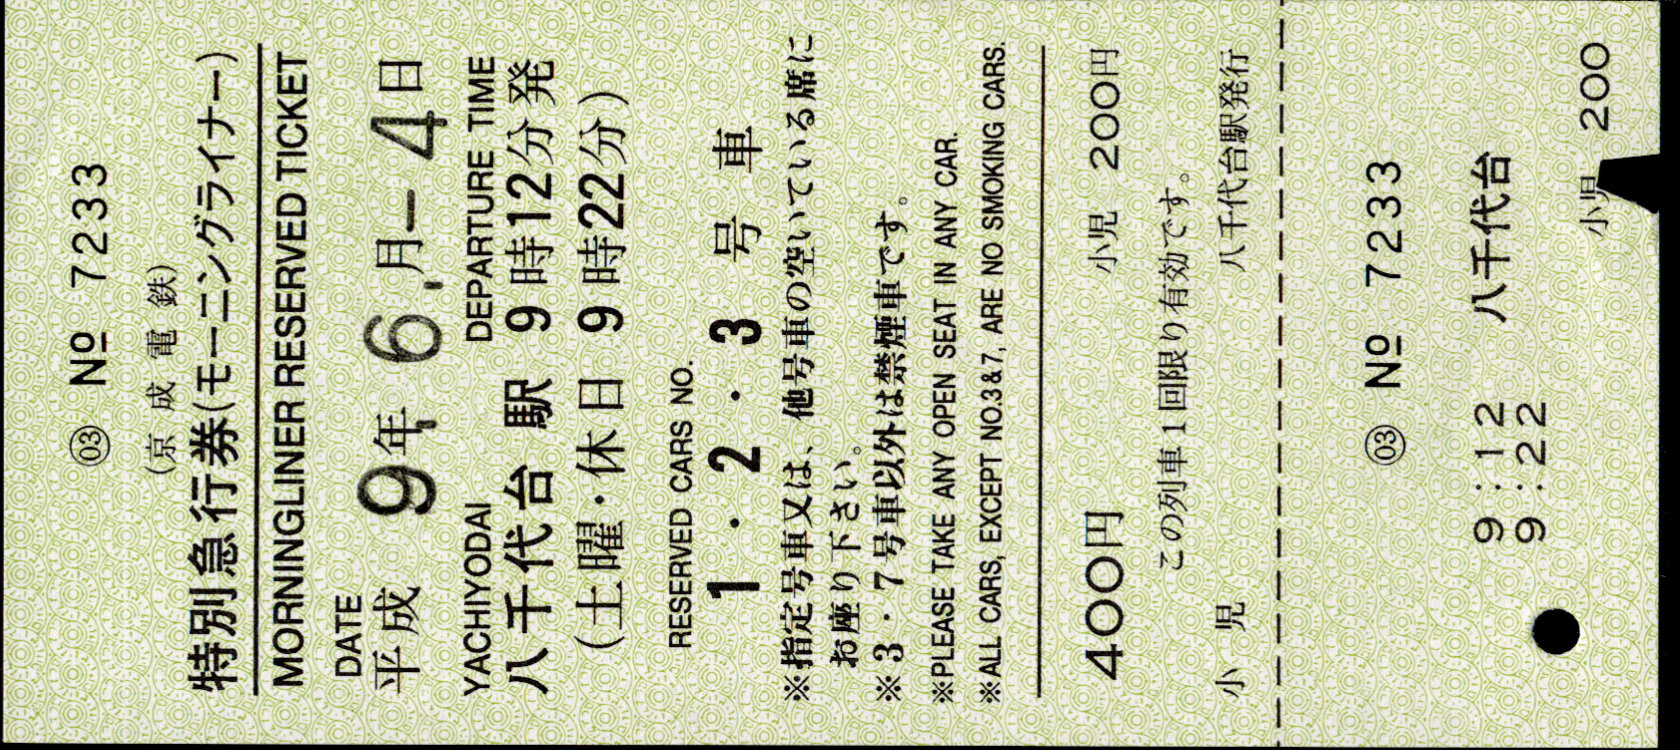 03 № 7233
(京成電鉄)
特別急行券(モーニングライナー)
MORNINGLINER RESERVED TICKET
DATE
平成 9年 6.月-4日
YACHIYODAI DEPARTURE TIME
八千代台 駅 9時12分発
(土曜・休日 9時22分)
RESERVED CARS NO.
1・2・3 号 車
※指定号車又は、他号車の空いている席に
お座り下さい。
※3・7号車以外は禁煙車です。
※PLEASE TAKE ANY OPEN SEAT IN ANY CAR.
※ALL CARS, EXCEPT NO.3&7, ARE NO SMOKING CARS.
400円 小児 200円
この列車1回限り有効です。
小 児 八千代台駅発行
03 № 7233
9:12 八千代台
9:22
小児 200